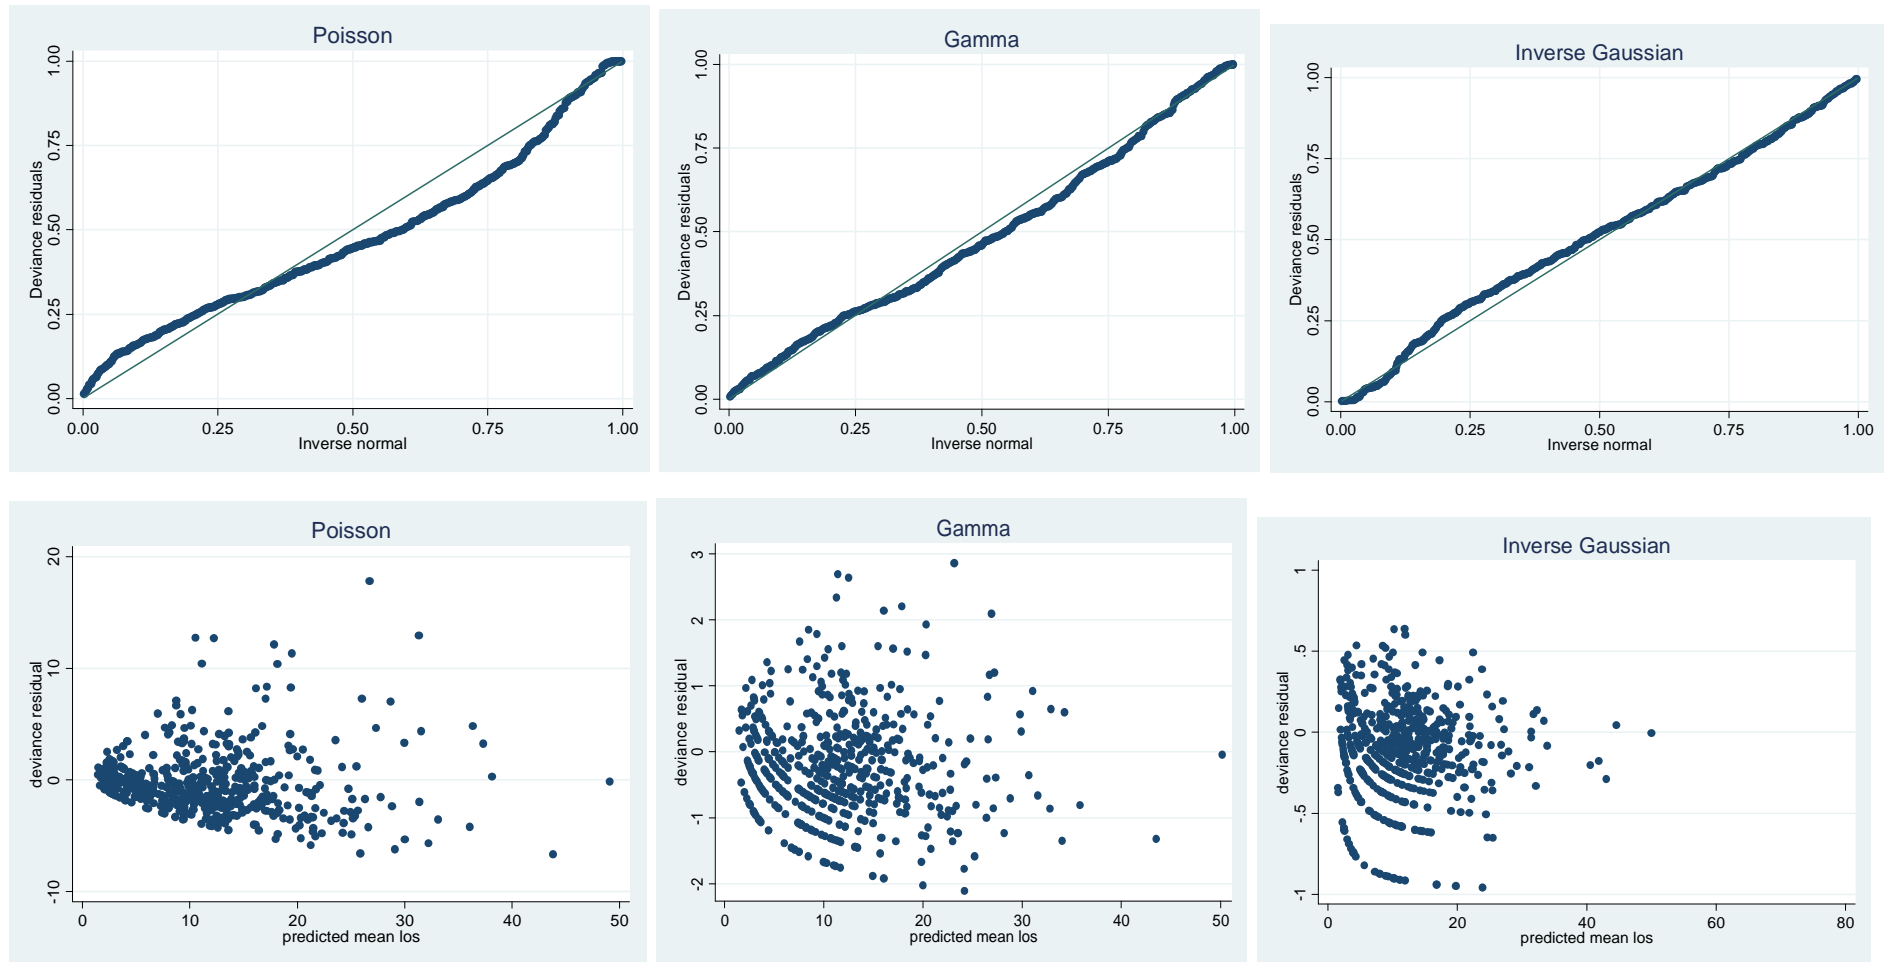 Poisson
Deviance residuals
1.00
0.75
0.50
0.25
0.00
0.00 0.25 0.50 0.75 1.00
Inverse normal
Gamma
Deviance residuals
1.00
0.75
0.50
0.25
0.00
0.00 0.25 0.50 0.75 1.00
Inverse normal
Inverse Gaussian
Deviance residuals
1.00
0.75
0.50
0.25
0.00
0.00 0.25 0.50 0.75 1.00
Inverse normal
Poisson
deviance residual
20
10
0
-10
0 10 20 30 40 50
predicted mean los
Gamma
deviance residual
3
2
1
0
-1
-2
0 10 20 30 40 50
predicted mean los
Inverse Gaussian
deviance residual
1
.5
0
-.5
-1
0 20 40 60 80
predicted mean los